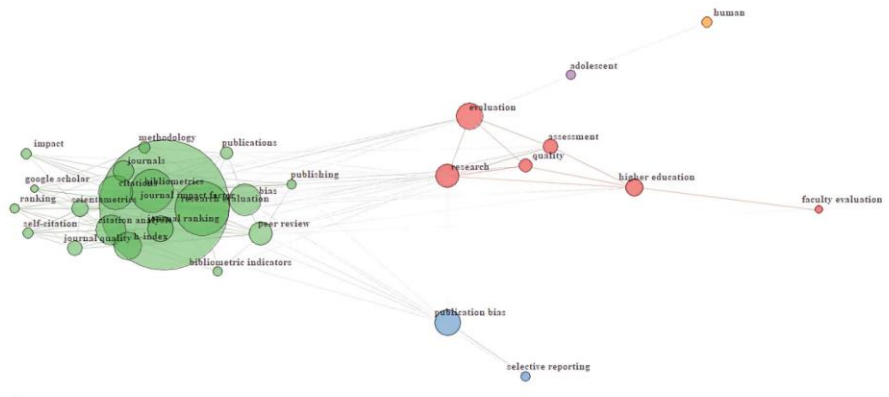 human
adolescent
evaluation
assessment
methodology
impact
publications
quality
journals
research
higher education
google scholar
citations
bibliometrics
publishing
bias
ranking
scientometrics
journal impact factor
research evaluation
faculty evaluation
self-citation
citation analysis
journal ranking
peer review
journal quality
h-index
bibliometric indicators
publication bias
selective reporting